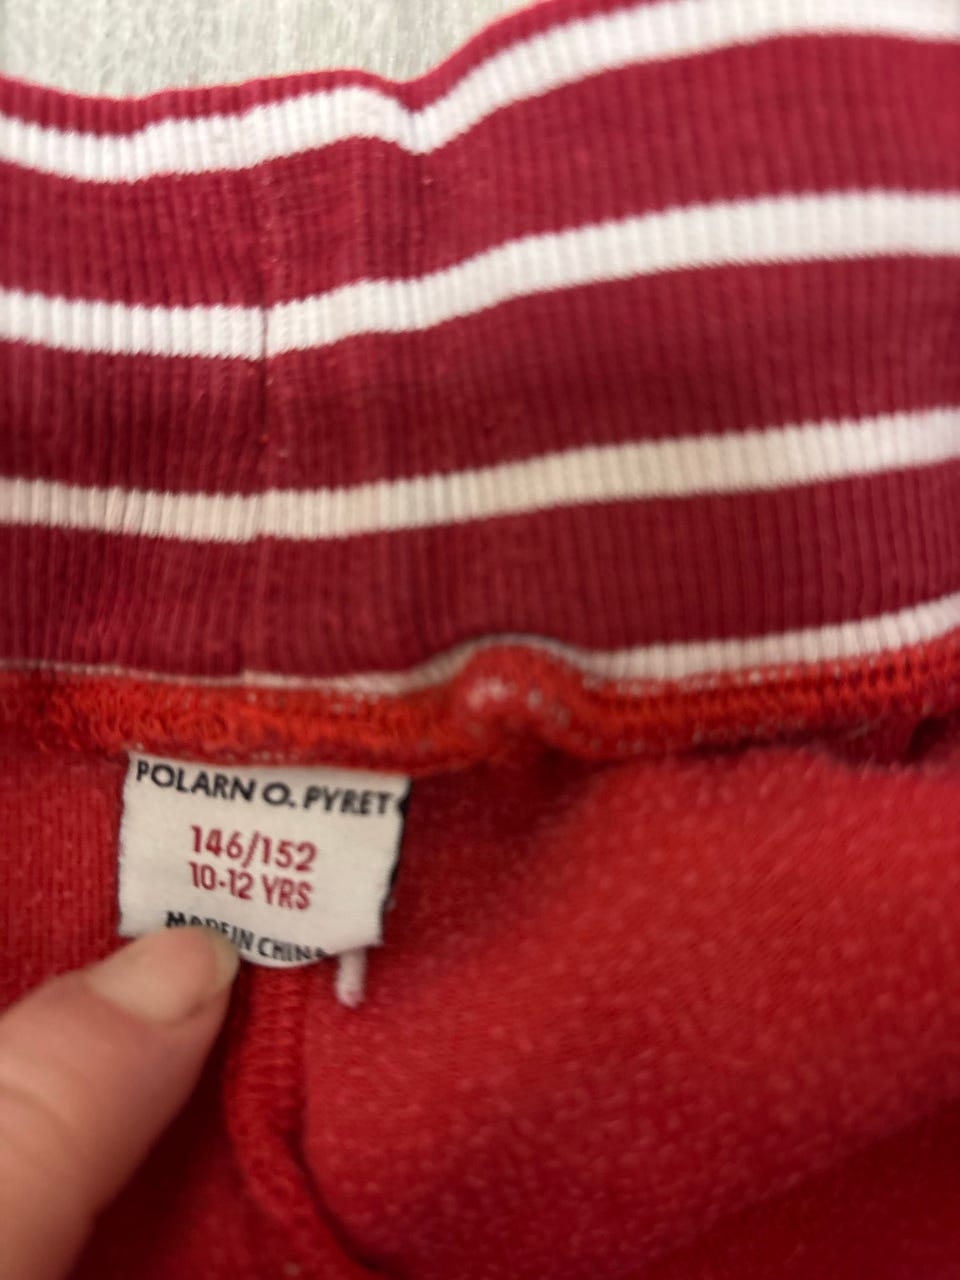 POLARN O. PYRET
146/152
10-12 YRS
MADE IN CHINA